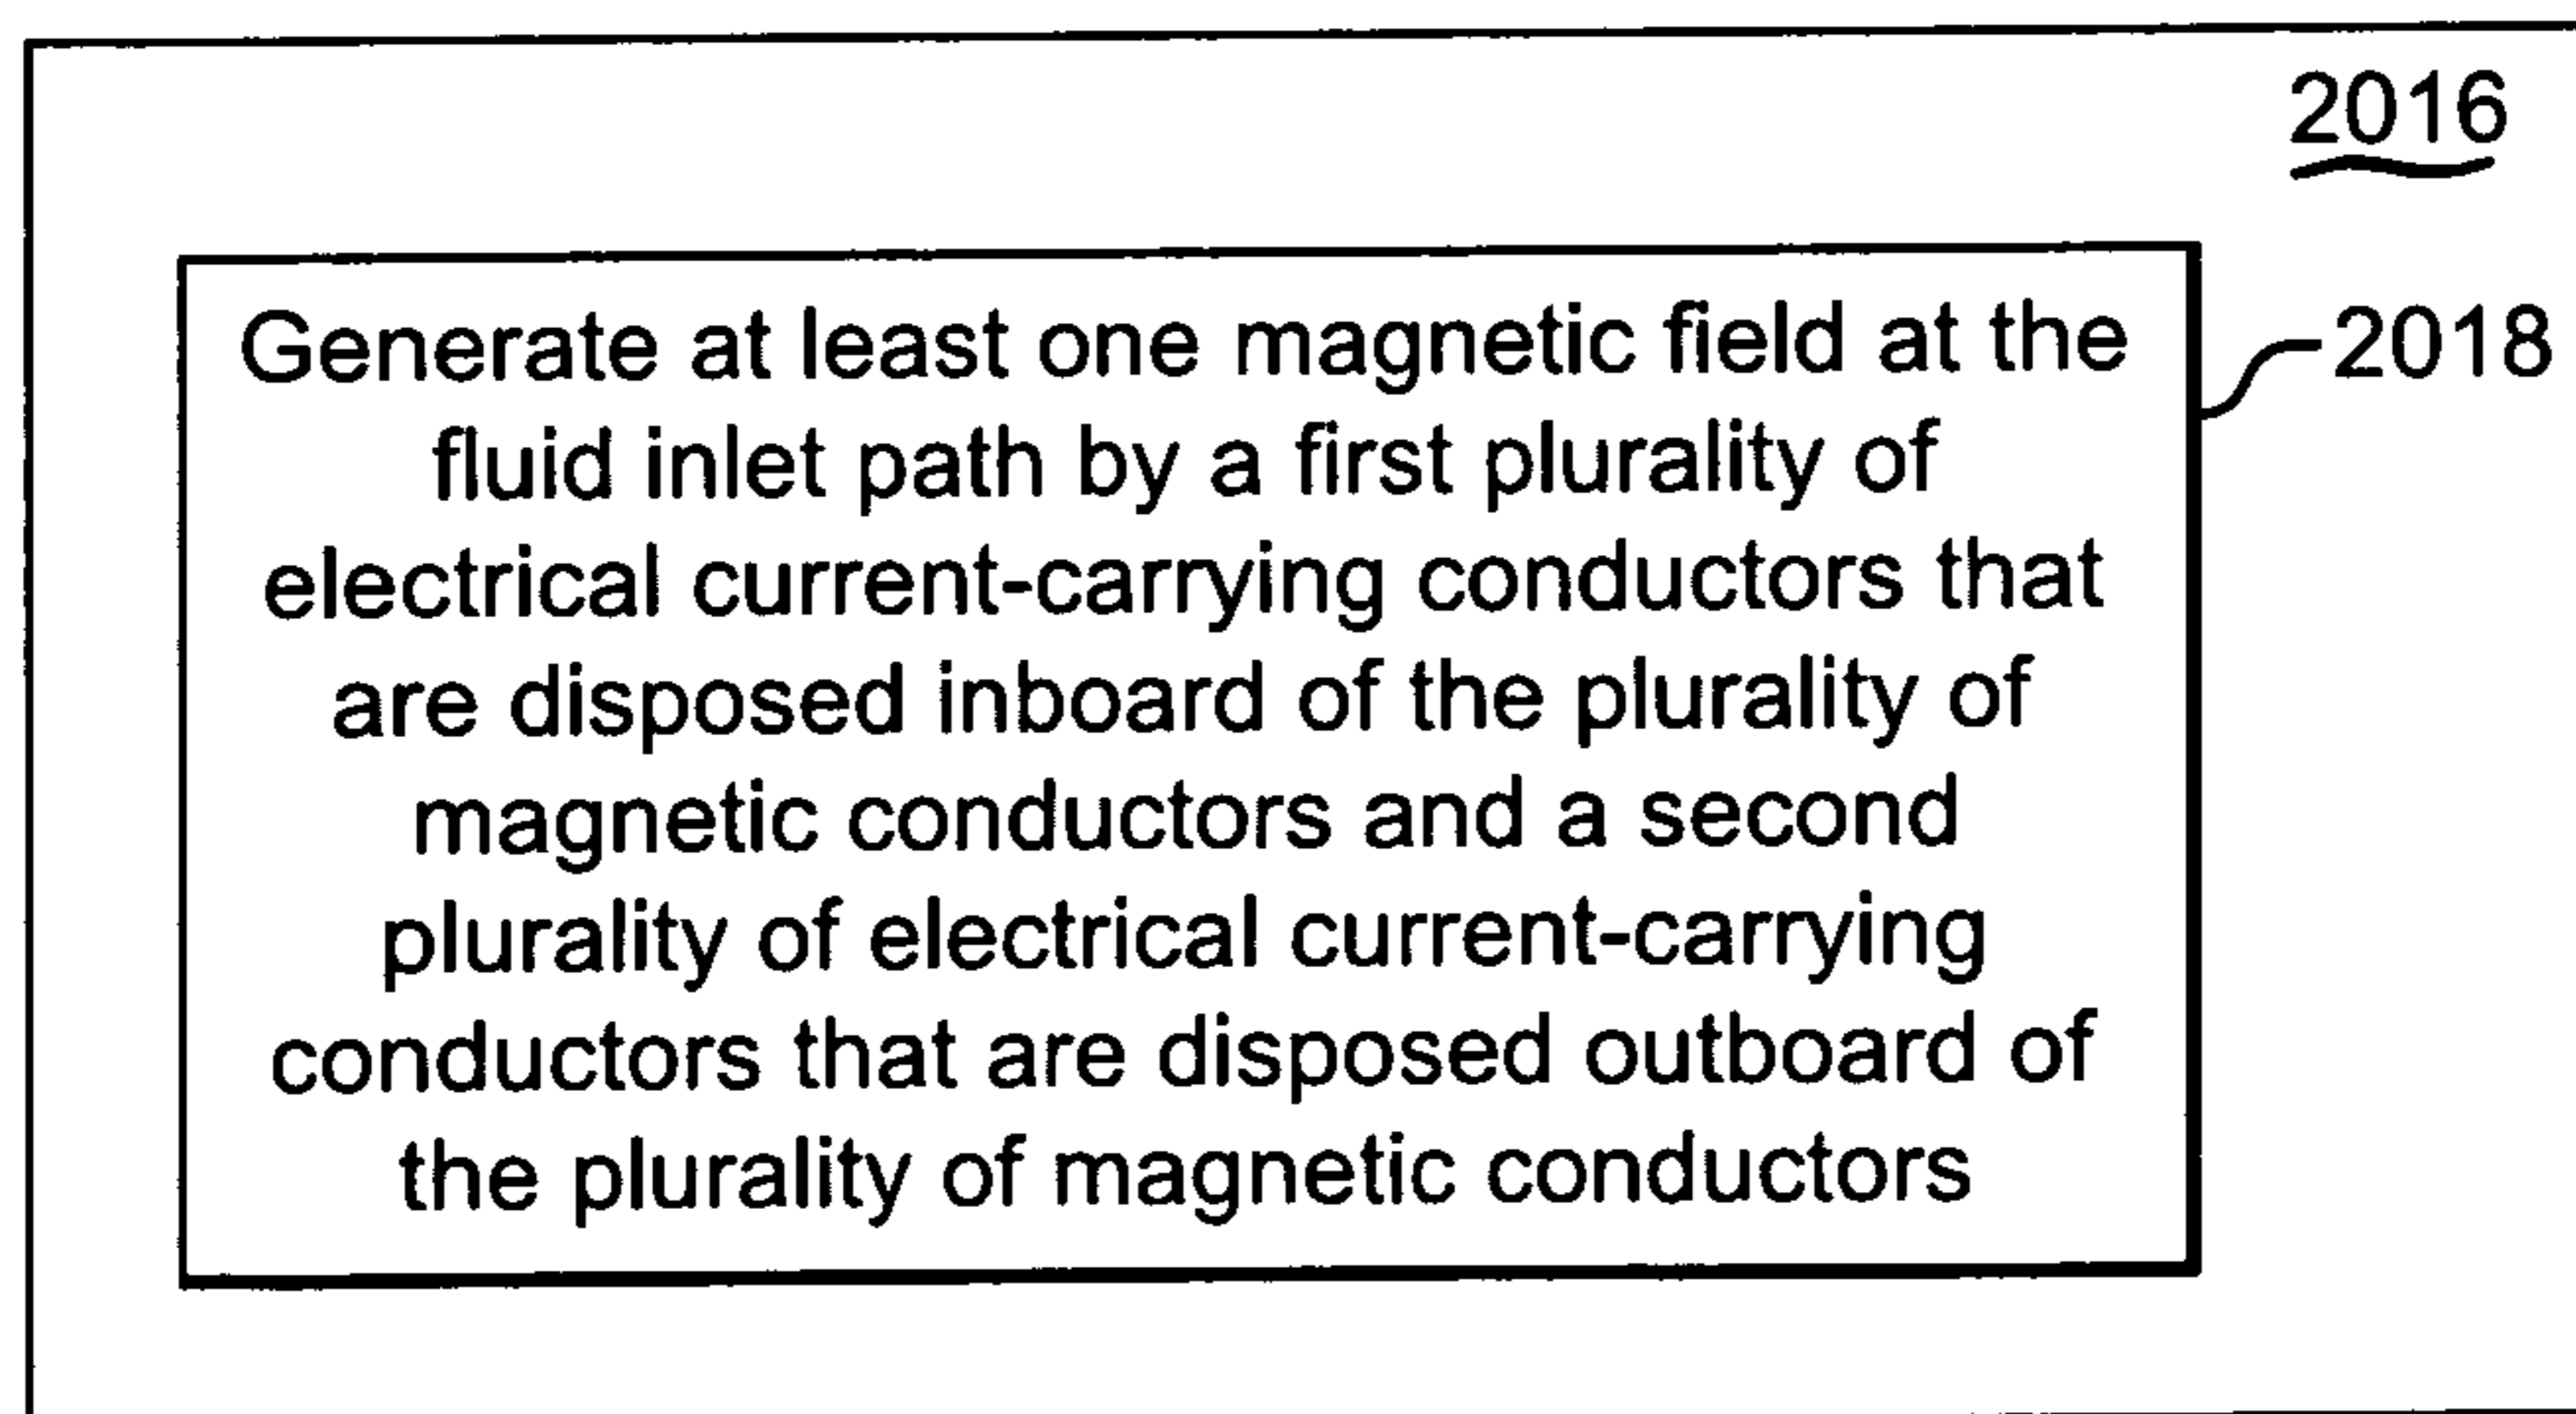 2016
Generate at least one magnetic field at the
2018
fluid inlet path by a first plurality of
electrical current-carrying conductors that
are disposed inboard of the plurality of
magnetic conductors and a second
plurality of electrical current-carrying
conductors that are disposed outboard of
the plurality of magnetic conductors